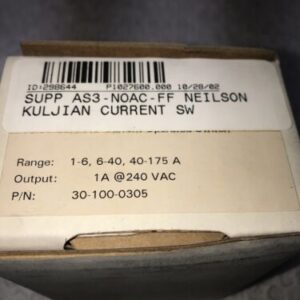 ID:298644 P1027600.000 10/28/02
SUPP AS3-NOAC-FF NEILSON
KULJIAN CURRENT SW
Range: 1-6, 6-40, 40-175 A
Output: 1A @ 240 VAC
P/N: 30-100-0305